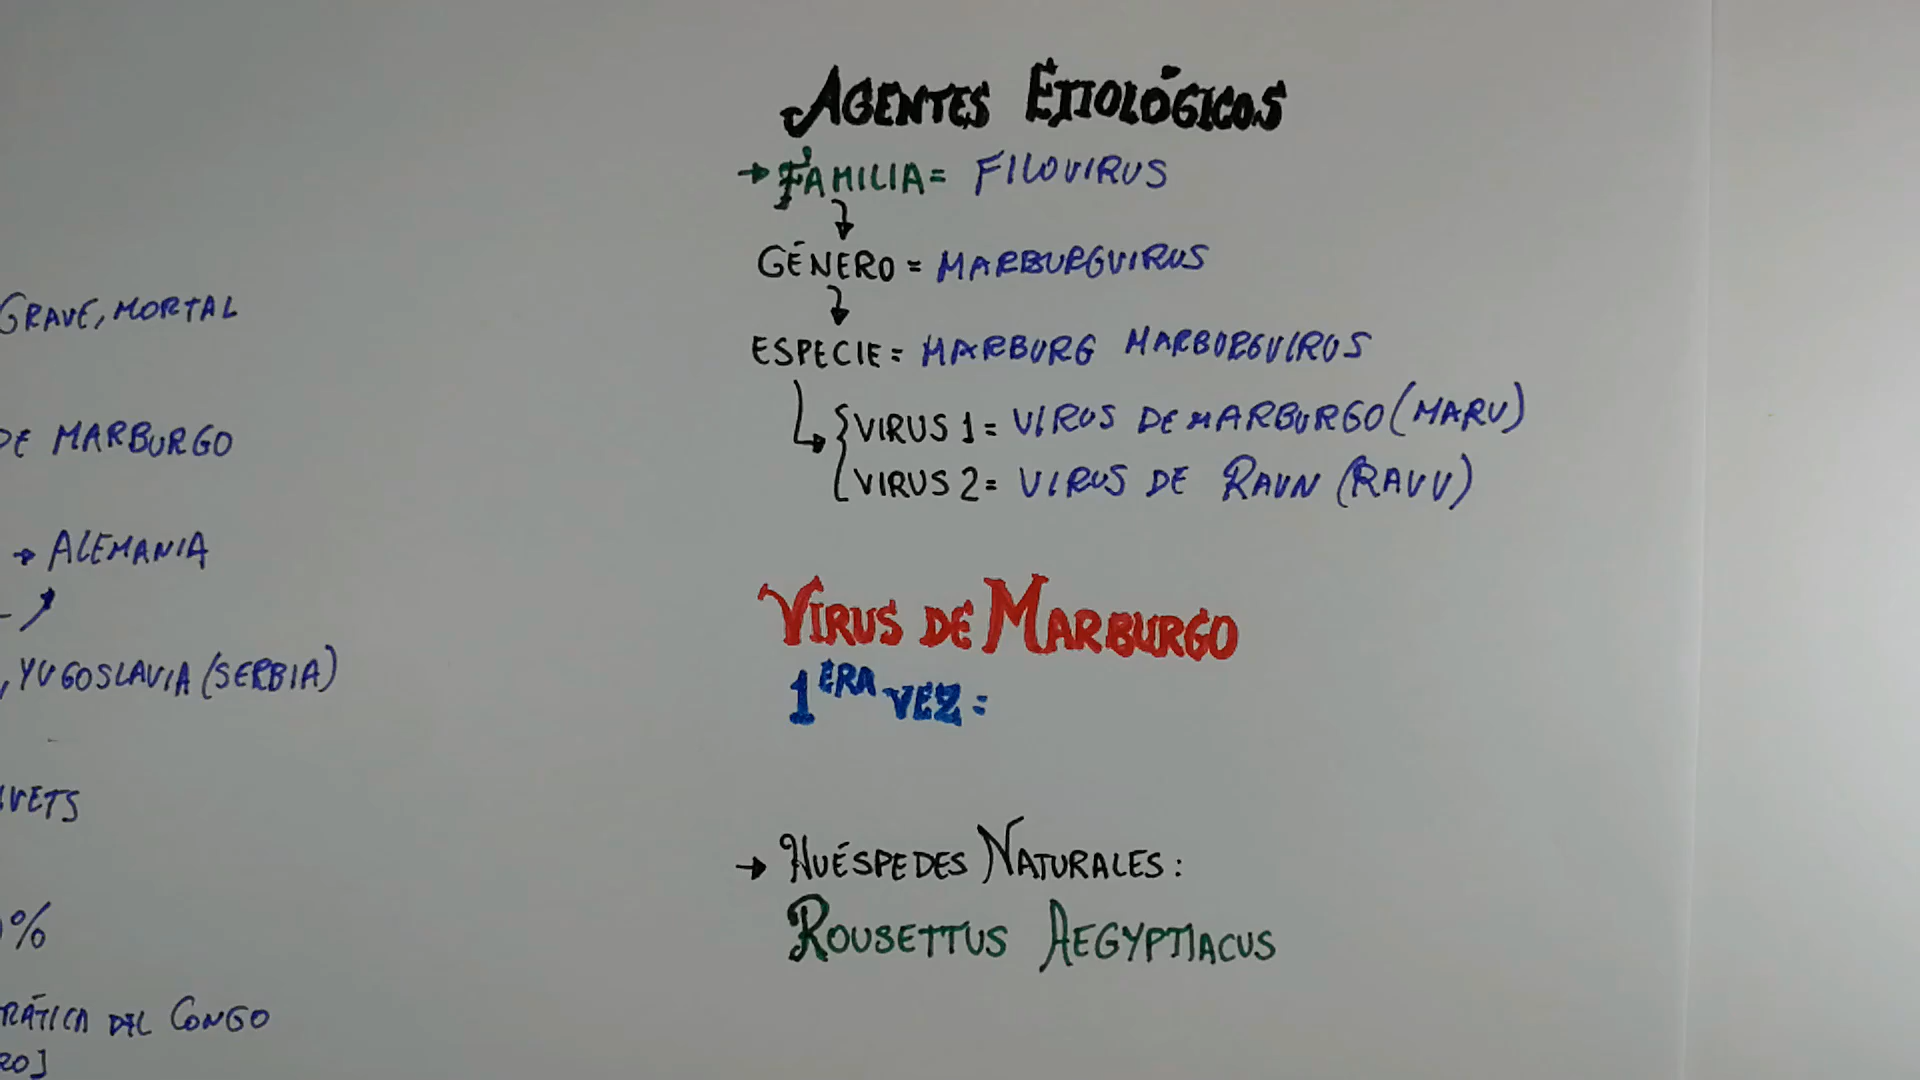 GRAVE, MORTAL
DE MARBURGO
→ ALEMANIA
, YUGOSLAVIA (SERBIA)
VETS
%
RÁTICA DEL CONGO
RO]
AGENTES ETIOLÓGICOS
→ FAMILIA = FILOVIRUS
GÉNERO = MARBURGVIRUS
ESPECIE = MARBURG MARBURGVIRUS
VIRUS 1 = VIRUS DE MARBURGO (MARV)
VIRUS 2 = VIRUS DE RAVN (RAVV)
VIRUS DE MARBURGO
1ERA VEZ:
→ HUÉSPEDES NATURALES:
ROUSETTUS AEGYPTIACUS